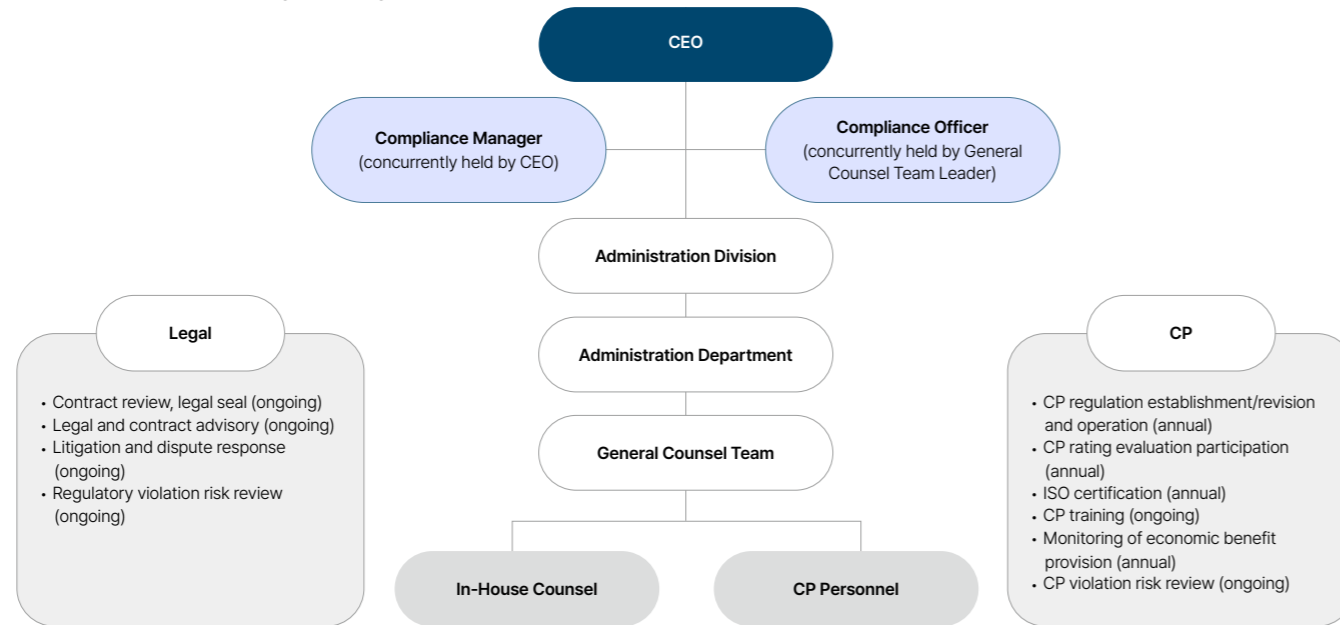 CEO
Compliance Manager
(concurrently held by CEO)
Compliance Officer
(concurrently held by General
Counsel Team Leader)
Administration Division
Administration Department
General Counsel Team
In-House Counsel
CP Personnel
Legal
• Contract review, legal seal (ongoing)
• Legal and contract advisory (ongoing)
• Litigation and dispute response
(ongoing)
• Regulatory violation risk review
(ongoing)
CP
• CP regulation establishment/revision
and operation (annual)
• CP rating evaluation participation
(annual)
• ISO certification (annual)
• CP training (ongoing)
• Monitoring of economic benefit
provision (annual)
• CP violation risk review (ongoing)